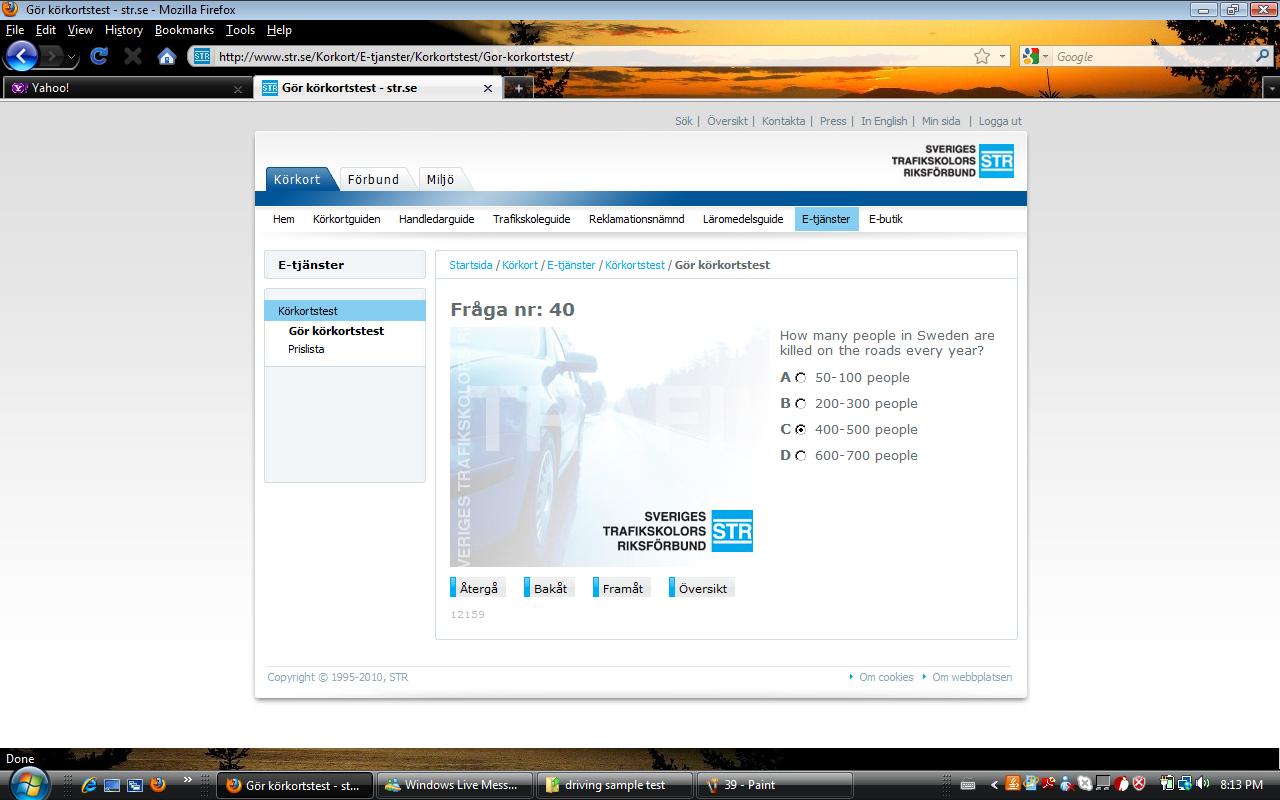 Gör körkortstest - str.se - Mozilla Firefox
File Edit View History Bookmarks Tools Help
STR http://www.str.se/Korkort/E-tjanster/Korkortstest/Gor-korkortstest/ Google
Yahoo! STR Gör körkortstest - str.se
Sök | Översikt | Kontakta | Press | In English | Min sida | Logga ut
SVERIGES
TRAFIKSKOLORS STR
RIKSFÖRBUND
Körkort Förbund Miljö
Hem Körkortguiden Handledarguide Trafikskoleguide Reklamationsnämnd Läromedelsguide E-tjänster E-butik
E-tjänster
Körkortstest
Gör körkortstest
Prislista
Startsida / Körkort / E-tjänster / Körkortstest / Gör körkortstest
Fråga nr: 40
VERIGES TRAFIKSKOLOR
TRAFI
SVERIGES
TRAFIKSKOLORS STR
RIKSFÖRBUND
How many people in Sweden are
killed on the roads every year?
A 50-100 people
B 200-300 people
C 400-500 people
D 600-700 people
Återgå Bakåt Framåt Översikt
12159
Copyright © 1995-2010, STR Om cookies Om webbplatsen
Done
Gör körkortstest - st... Windows Live Mess... driving sample test 39 - Paint 8:13 PM